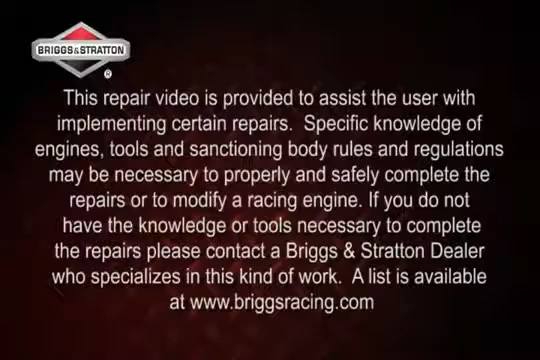 BRIGGS & STRATTON
®
This repair video is provided to assist the user with
implementing certain repairs. Specific knowledge of
engines, tools and sanctioning body rules and regulations
may be necessary to properly and safely complete the
repairs or to modify a racing engine. If you do not
have the knowledge or tools necessary to complete
the repairs please contact a Briggs & Stratton Dealer
who specializes in this kind of work. A list is available
at www.briggsracing.com